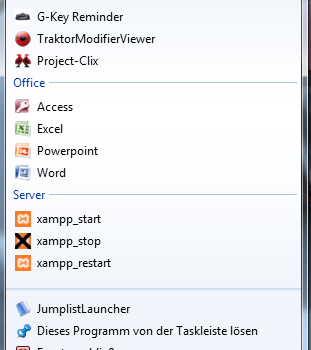 G-Key Reminder
TraktorModifierViewer
Project-Clix
Office
Access
Excel
Powerpoint
Word
Server
xampp_start
xampp_stop
xampp_restart
JumplistLauncher
Dieses Programm von der Taskleiste lösen